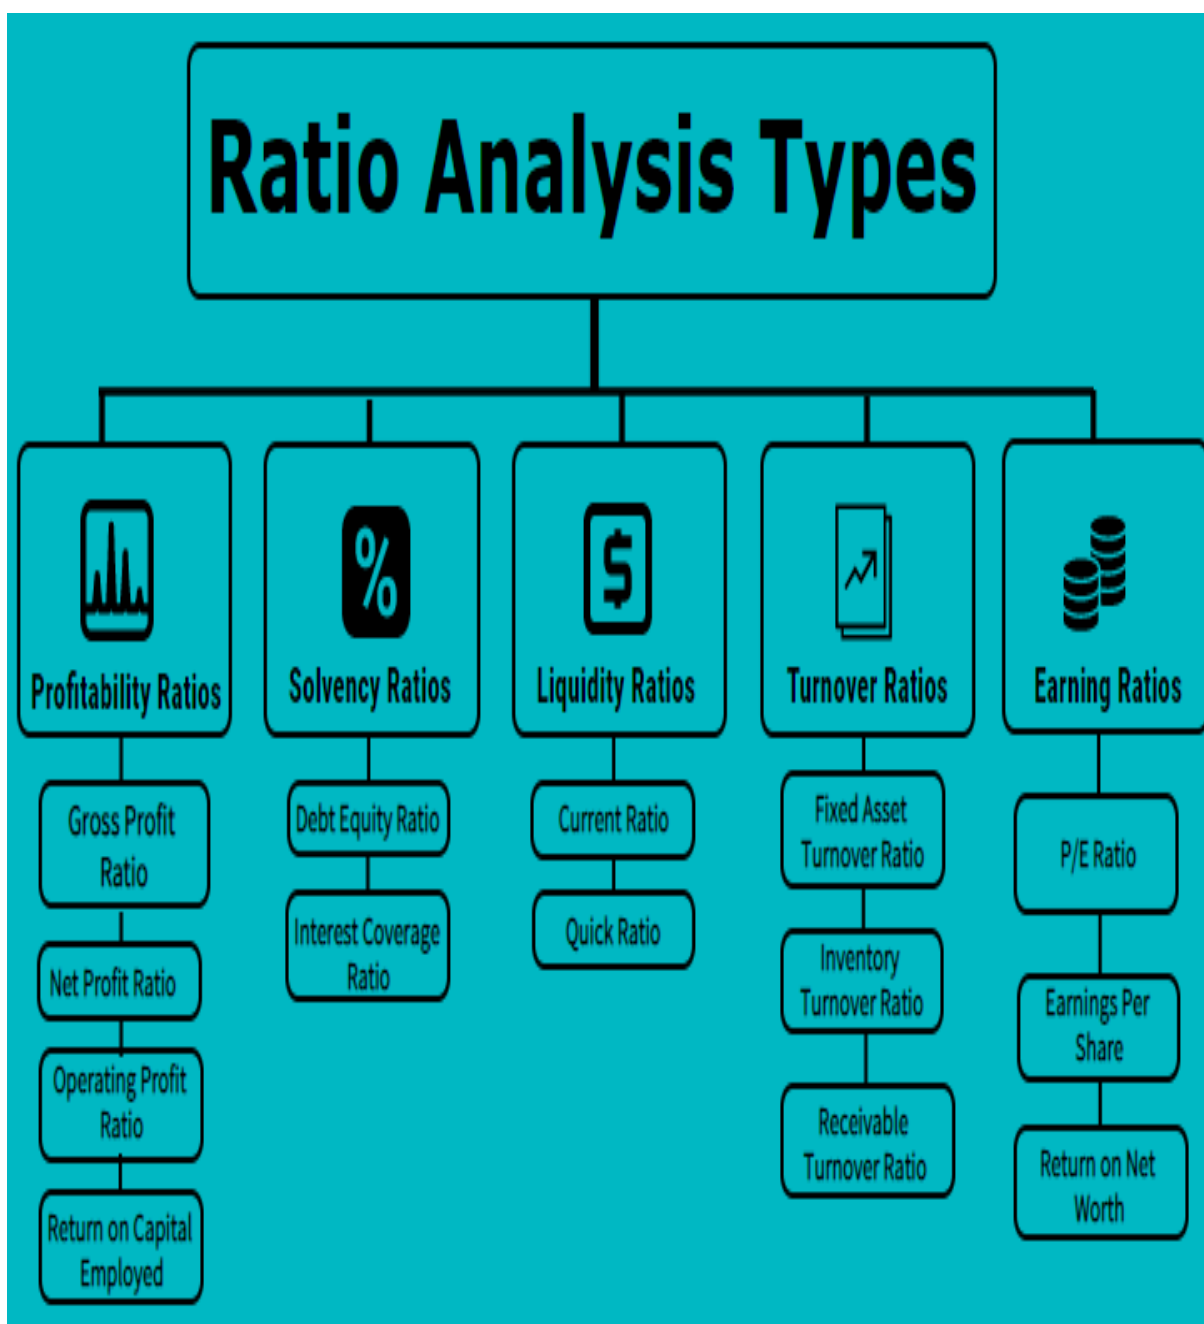 Ratio Analysis Types
Profitability Ratios
Gross Profit
Ratio
Net Profit Ratio
Operating Profit
Ratio
Return on Capital
Employed
%
Solvency Ratios
Debt Equity Ratio
Interest Coverage
Ratio
$
Liquidity Ratios
Current Ratio
Quick Ratio
Turnover Ratios
Fixed Asset
Turnover Ratio
Inventory
Turnover Ratio
Receivable
Turnover Ratio
Earning Ratios
P/E Ratio
Earnings Per
Share
Return on Net
Worth